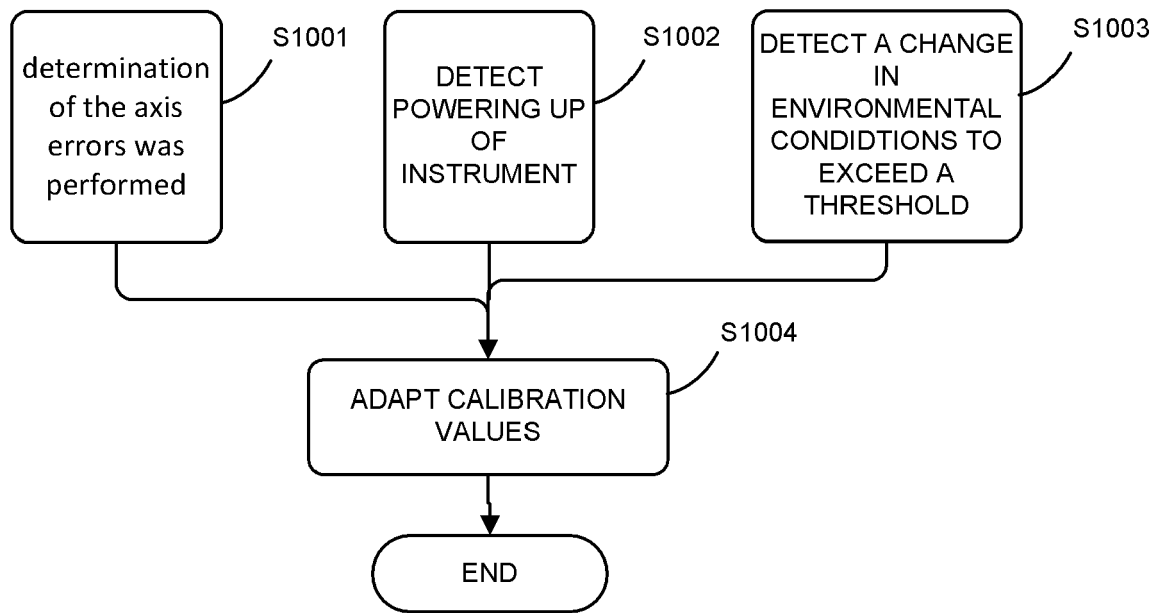 determination
of the axis
errors was
performed
S1001
DETECT
POWERING UP
OF
INSTRUMENT
S1002
DETECT A CHANGE
IN
ENVIRONMENTAL
CONDIDTIONS TO
EXCEED A
THRESHOLD
S1003
ADAPT CALIBRATION
VALUES
S1004
END